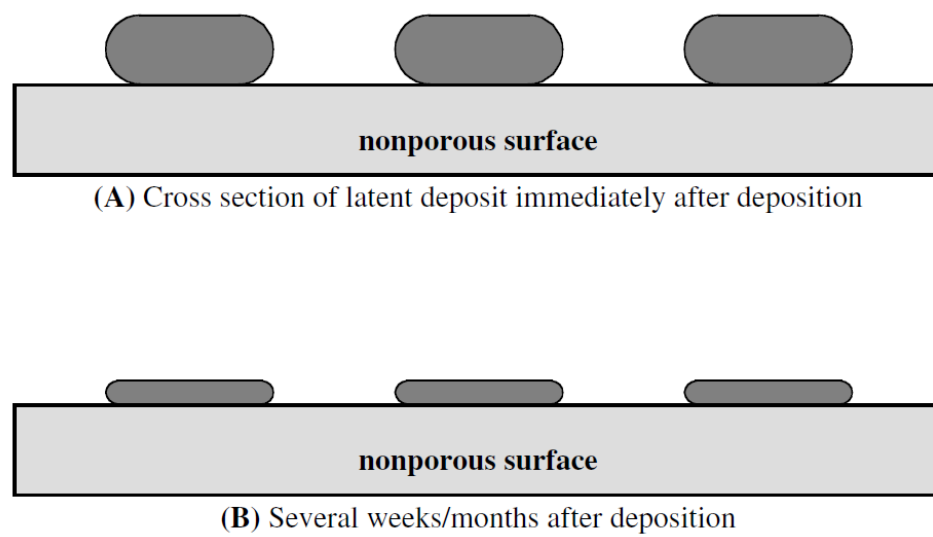 nonporous surface
(A) Cross section of latent deposit immediately after deposition
nonporous surface
(B) Several weeks/months after deposition